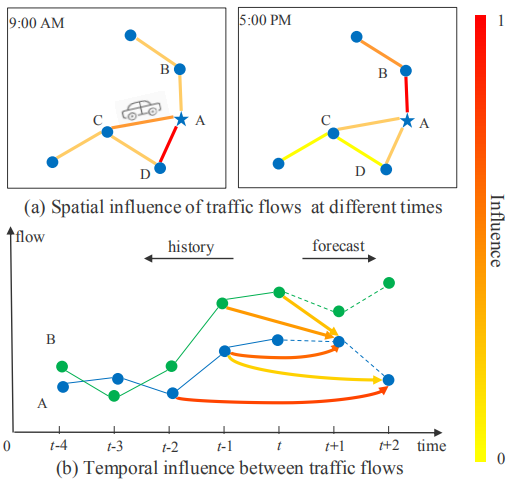 9:00 AM
B
A
C
D
5:00 PM
B
A
C
D
1
Influence
0
(a) Spatial influence of traffic flows at different times
flow
history
forecast
B
A
0
t-4
t-3
t-2
t-1
t
t+1
t+2
time
(b) Temporal influence between traffic flows